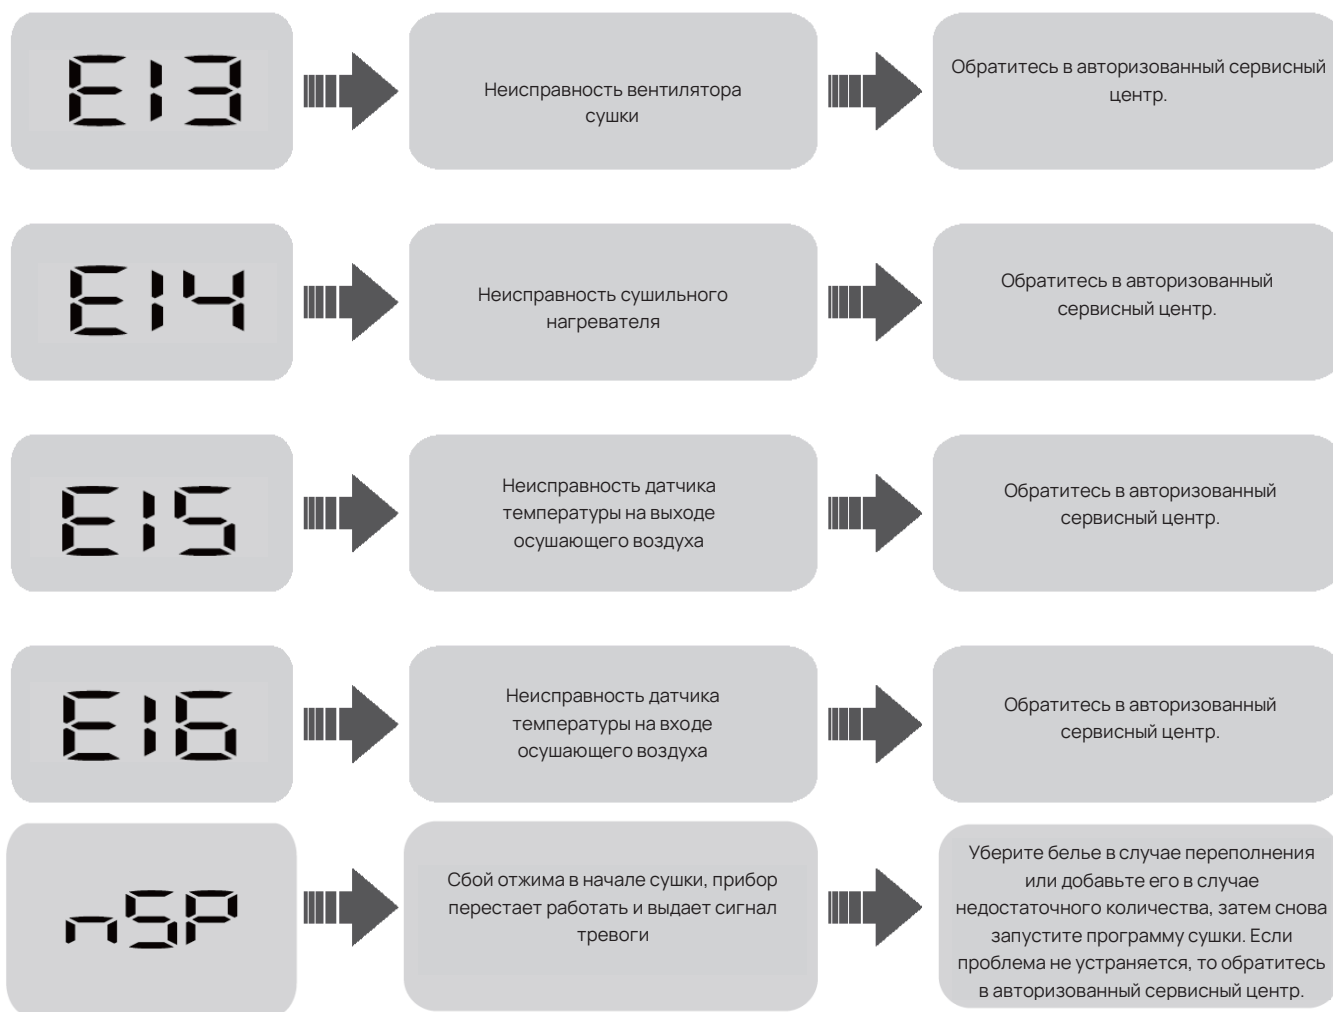 E13
Неисправность вентилятора
сушки
Обратитесь в авторизованный сервисный
центр.
E14
Неисправность сушильного
нагревателя
Обратитесь в авторизованный
сервисный центр.
E15
Неисправность датчика
температуры на выходе
осушающего воздуха
Обратитесь в авторизованный
сервисный центр.
E16
Неисправность датчика
температуры на входе
осушающего воздуха
Обратитесь в авторизованный
сервисный центр.
nSP
Сбой отжима в начале сушки, прибор
перестает работать и выдает сигнал
тревоги
Уберите белье в случае переполнения
или добавьте его в случае
недостаточного количества, затем снова
запустите программу сушки. Если
проблема не устраняется, то обратитесь
в авторизованный сервисный центр.